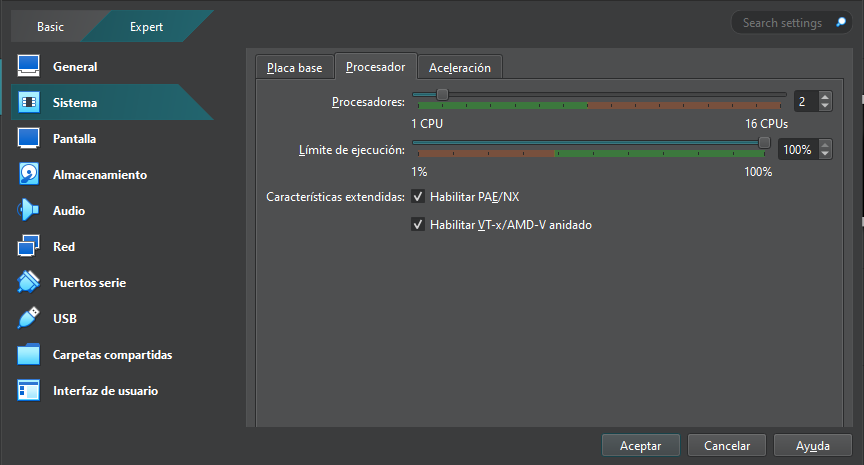 Basic
Expert
Search settings
General
Sistema
Pantalla
Almacenamiento
Audio
Red
Puertos serie
USB
Carpetas compartidas
Interfaz de usuario
Placa base
Procesador
Aceleración
Procesadores:
2
1 CPU
16 CPUs
Límite de ejecución:
100%
1%
100%
Características extendidas:
Habilitar PAE/NX
Habilitar VT-x/AMD-V anidado
Aceptar
Cancelar
Ayuda